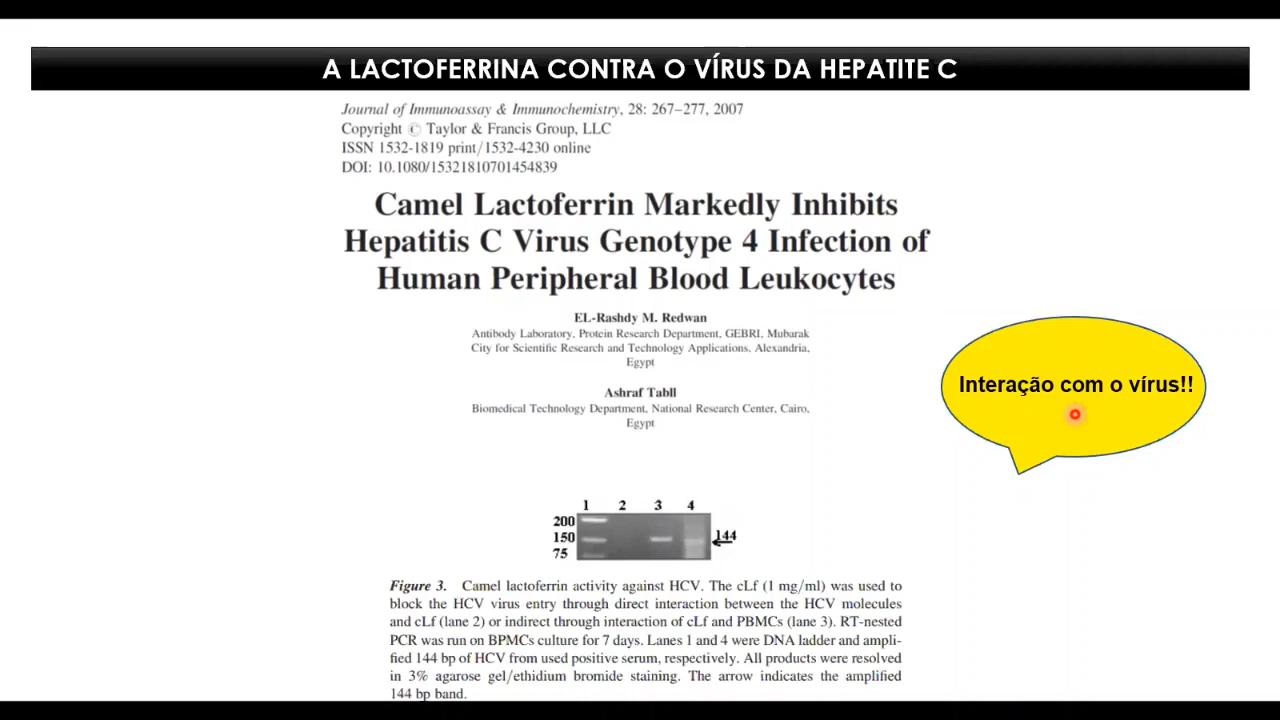 A LACTOFERRINA CONTRA O VÍRUS DA HEPATITE C
Journal of Immunoassay & Immunochemistry, 28: 267–277, 2007
Copyright © Taylor & Francis Group, LLC
ISSN 1532-1819 print/1532-4230 online
DOI: 10.1080/15321810701454839
Camel Lactoferrin Markedly Inhibits
Hepatitis C Virus Genotype 4 Infection of
Human Peripheral Blood Leukocytes
EL-Rashdy M. Redwan
Antibody Laboratory, Protein Research Department, GEBRI, Mubarak
City for Scientific Research and Technology Applications, Alexandria,
Egypt
Ashraf Tabll
Biomedical Technology Department, National Research Center, Cairo,
Egypt
Interação com o vírus!!
1 2 3 4
200
150
75
144
Figure 3. Camel lactoferrin activity against HCV. The cLf (1 mg/ml) was used to
block the HCV virus entry through direct interaction between the HCV molecules
and cLf (lane 2) or indirect through interaction of cLf and PBMCs (lane 3). RT-nested
PCR was run on BPMCs culture for 7 days. Lanes 1 and 4 were DNA ladder and ampli-
fied 144 bp of HCV from used positive serum, respectively. All products were resolved
in 3% agarose gel/ethidium bromide staining. The arrow indicates the amplified
144 bp band.